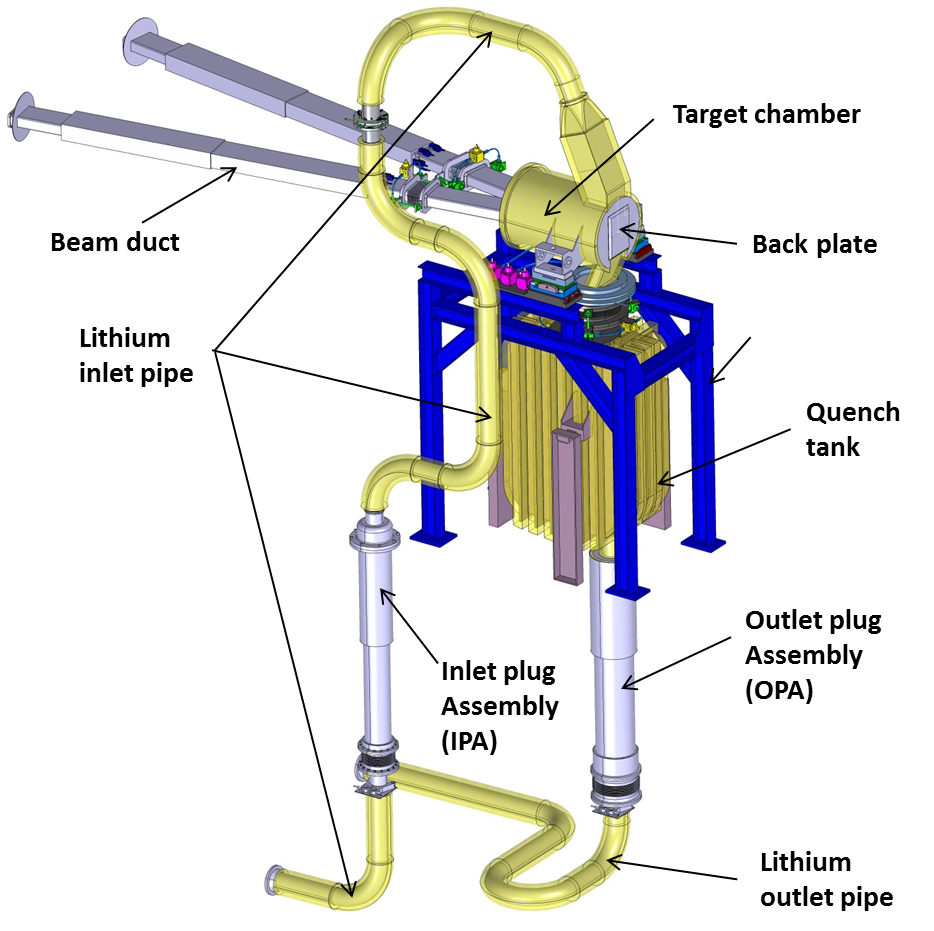 Target chamber
Beam duct
Back plate
Lithium
inlet pipe
Quench
tank
Outlet plug
Assembly
(OPA)
Inlet plug
Assembly
(IPA)
Lithium
outlet pipe